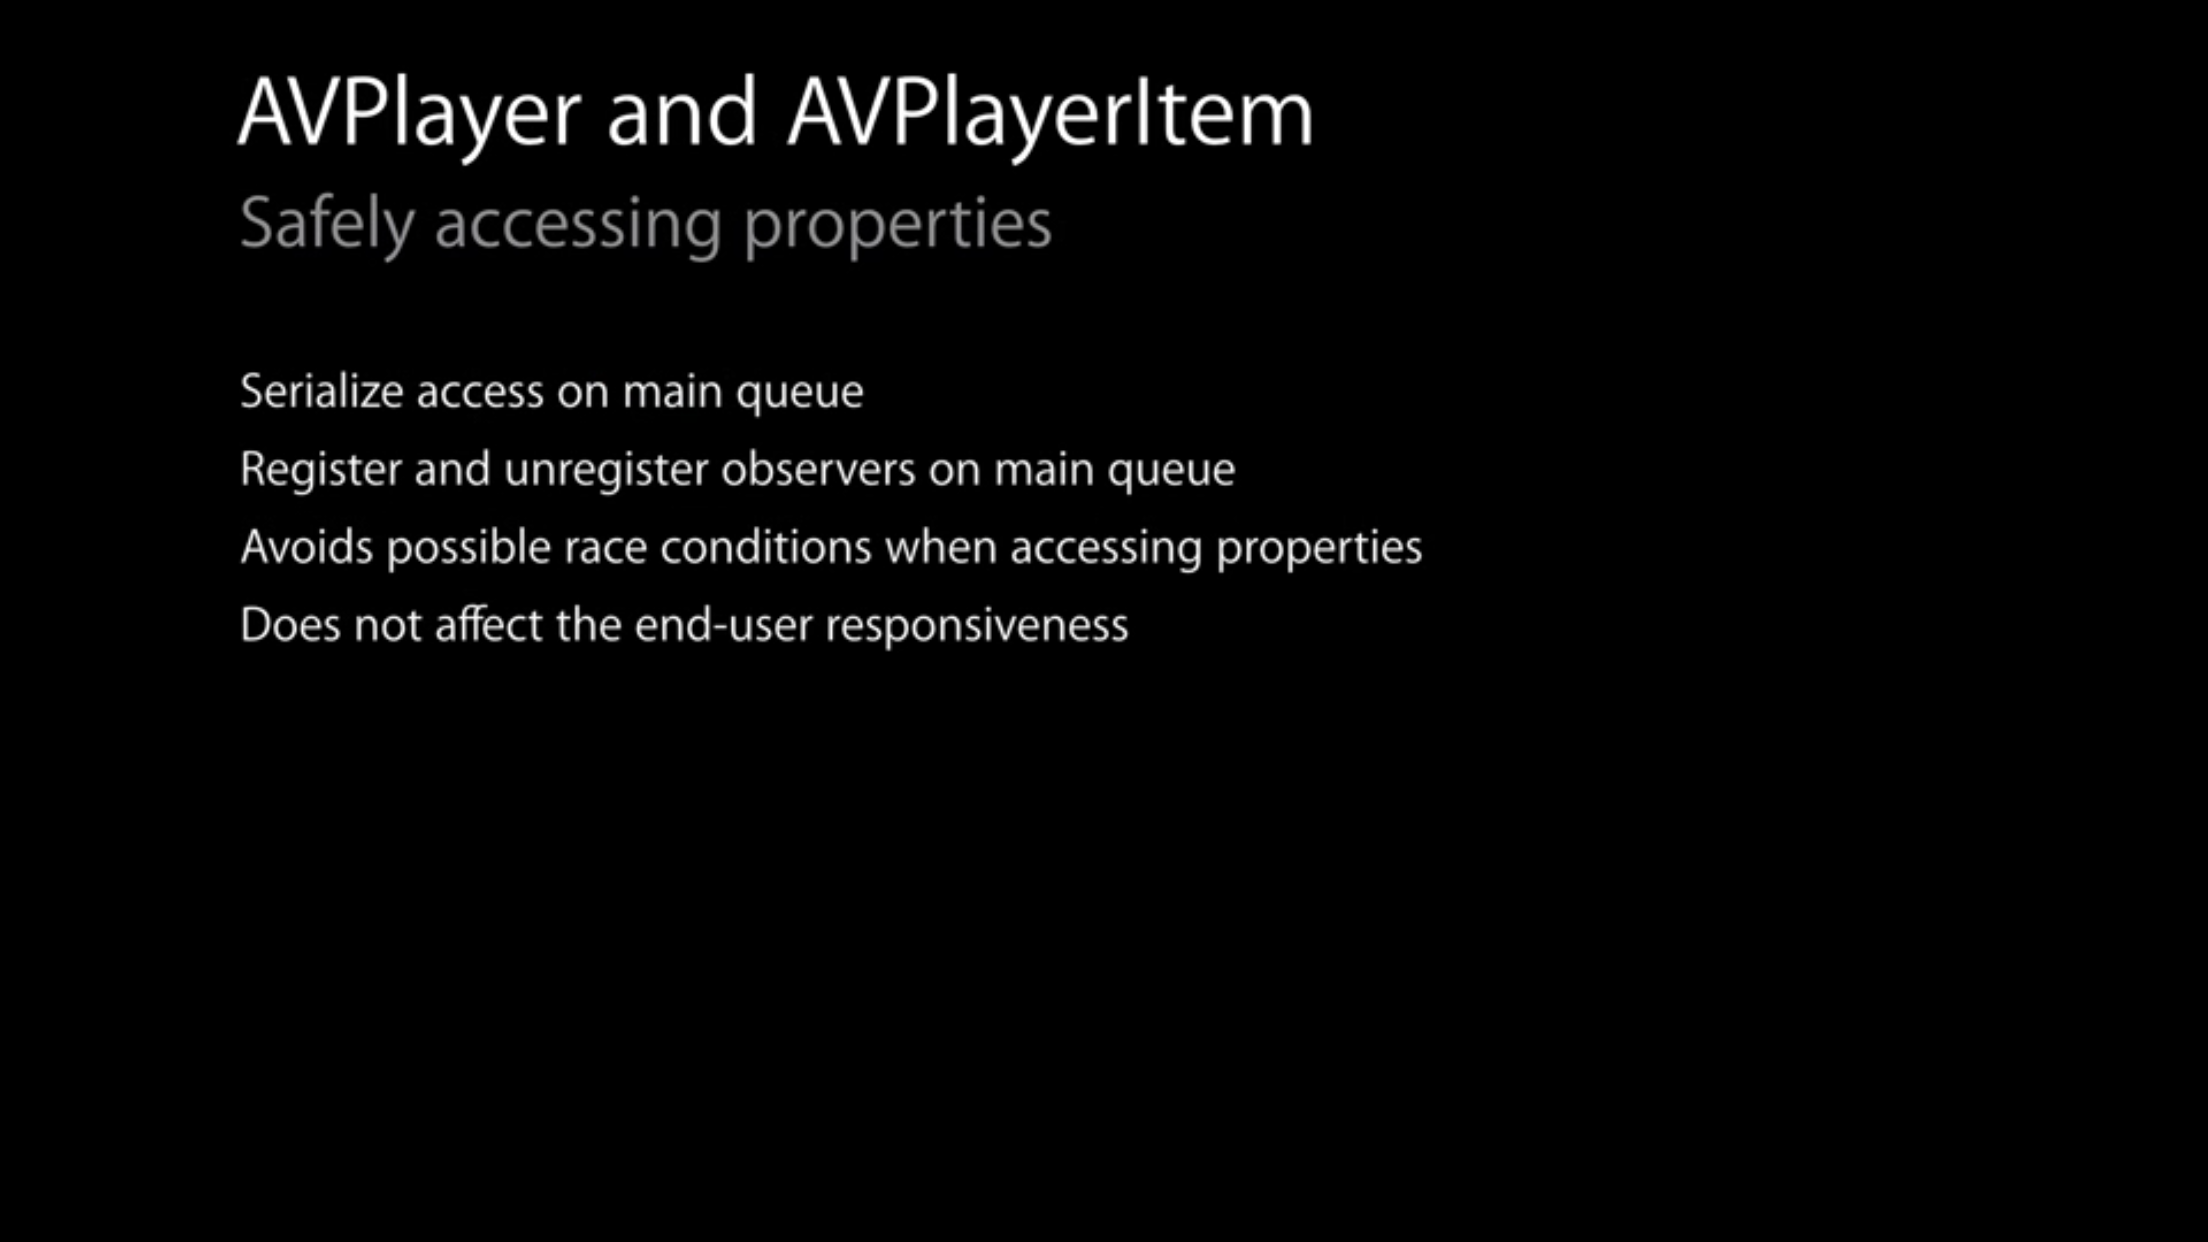 AVPlayer and AVPlayerItem
Safely accessing properties
Serialize access on main queue
Register and unregister observers on main queue
Avoids possible race conditions when accessing properties
Does not affect the end-user responsiveness